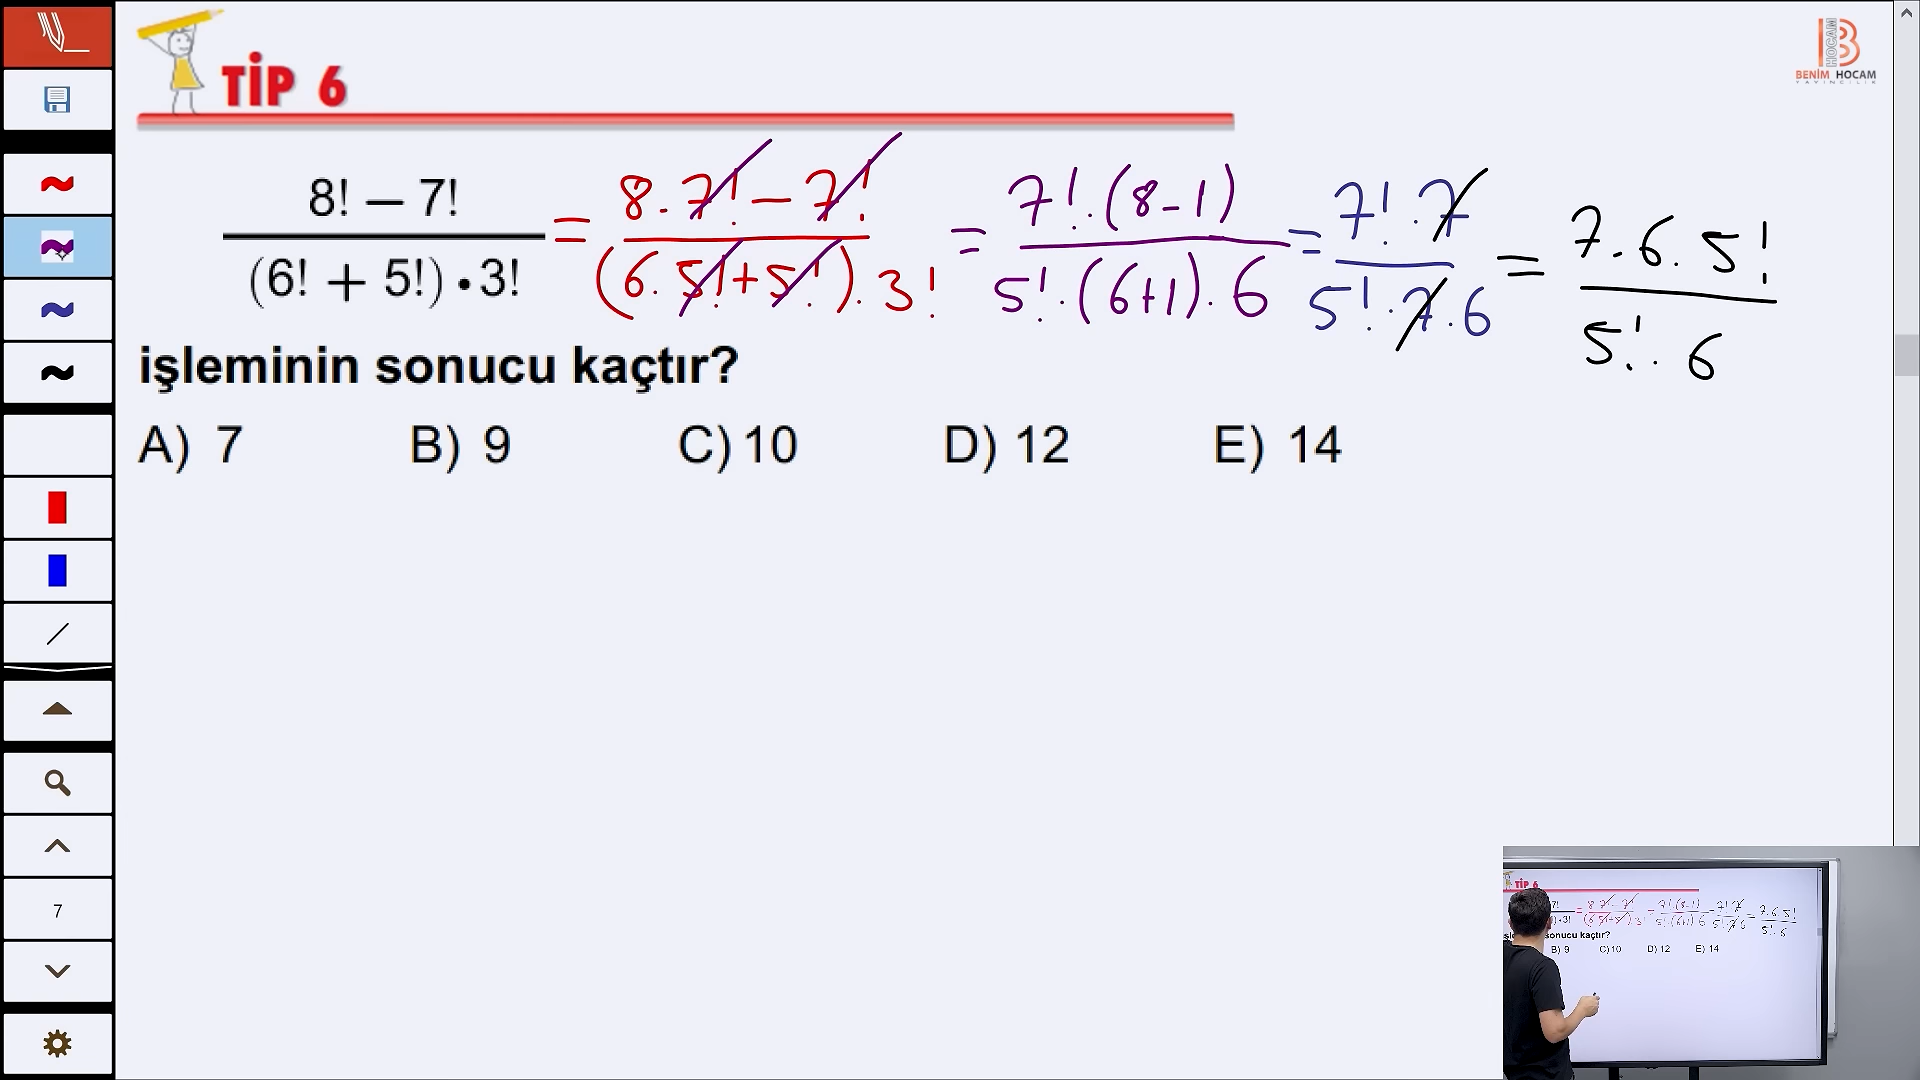 TİP 6
BENİM HOCAM
YAYINCILIK
8! – 7! / (6! + 5!) • 3! = 8 . 7! – 7! / (6 . 5! + 5!) . 3! = 7! . (8 – 1) / 5! . (6+1) . 6 = 7! . 7 / 5! . 7 . 6 = 7 . 6 . 5! / 5! . 6
işleminin sonucu kaçtır?
A) 7 B) 9 C) 10 D) 12 E) 14
7